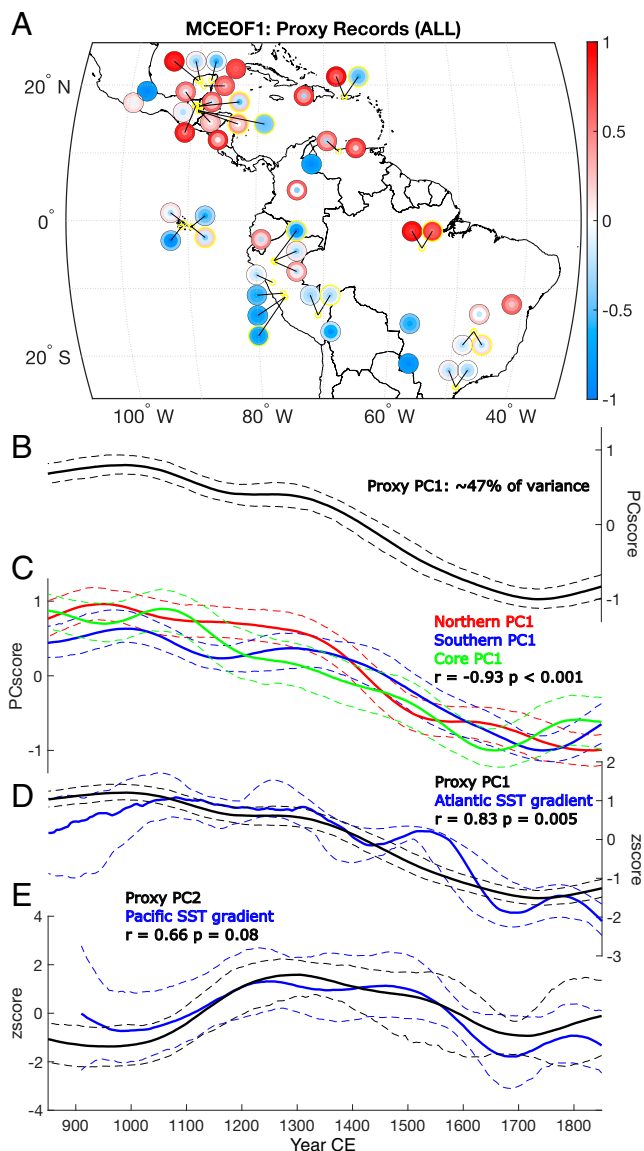 A
MCEOF1: Proxy Records (ALL)
20° N
0°
20° S
100° W
80° W
60° W
40° W
1
0.5
0
-0.5
-1
B
Proxy PC1: ~47% of variance
1
0
-1
PCscore
C
Northern PC1
Southern PC1
Core PC1
r = -0.93 p < 0.001
1
0
-1
PCscore
D
Proxy PC1
Atlantic SST gradient
r = 0.83 p = 0.005
2
1
0
-1
-2
-3
zscore
E
Proxy PC2
Pacific SST gradient
r = 0.66 p = 0.08
4
2
0
-2
-4
zscore
900 1000 1100 1200 1300 1400 1500 1600 1700 1800
Year CE